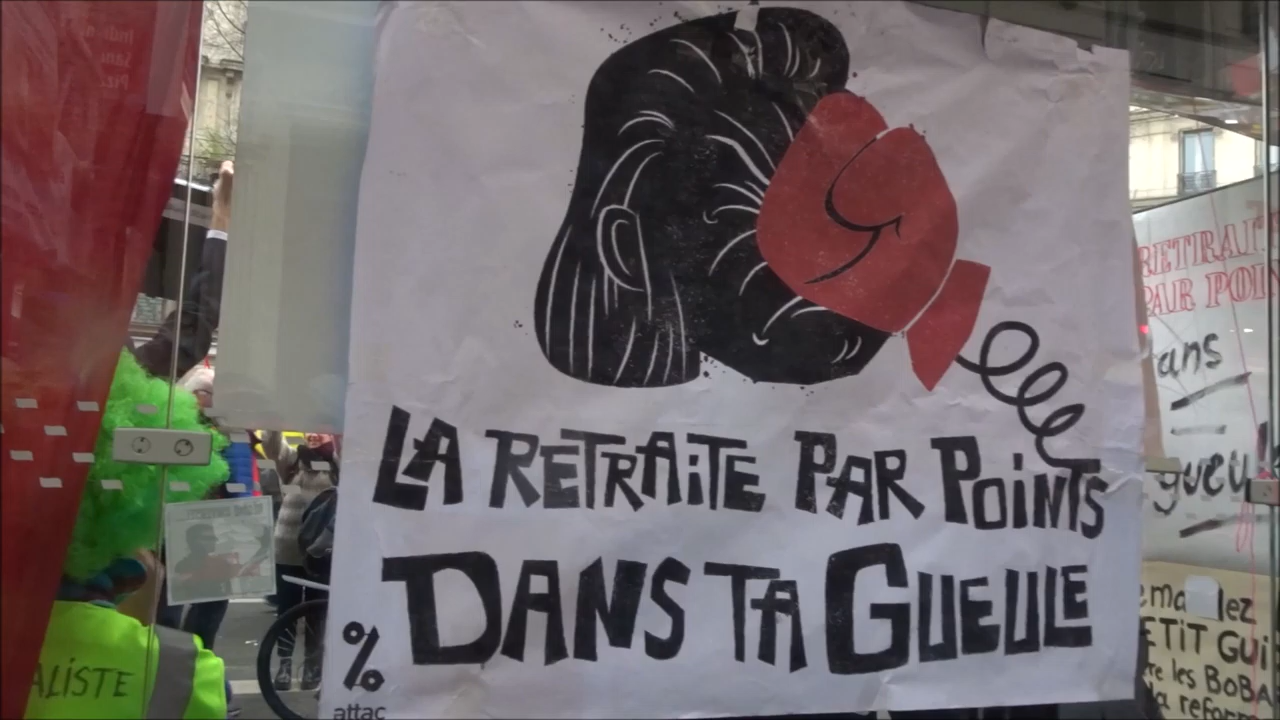 LA RETRAiTE PAR POiNTS
DANS TA GUEULE
%
attac
ALiSTE
RETRAIT
PAR POIN
ans
gueu
ETiT GUi
re les BoBA
la reform